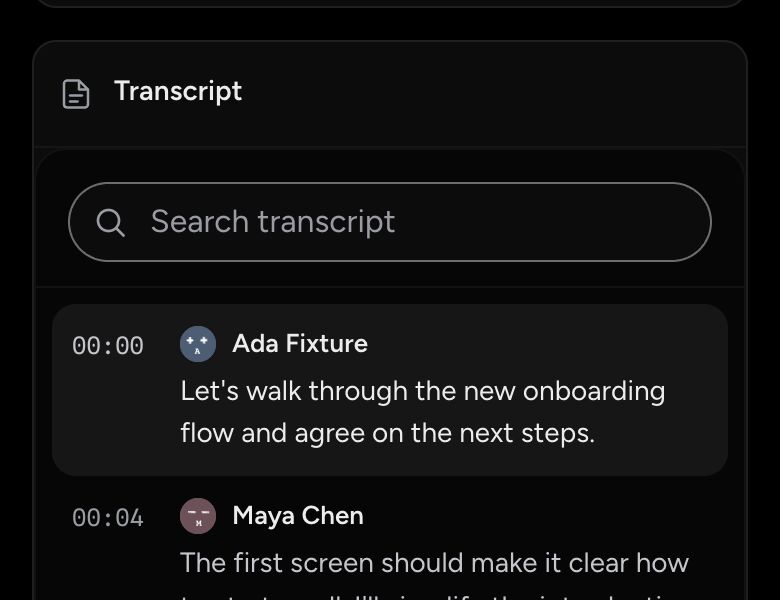 Transcript
Search transcript
00:00 Ada Fixture
Let's walk through the new onboarding
flow and agree on the next steps.
00:04 Maya Chen
The first screen should make it clear how